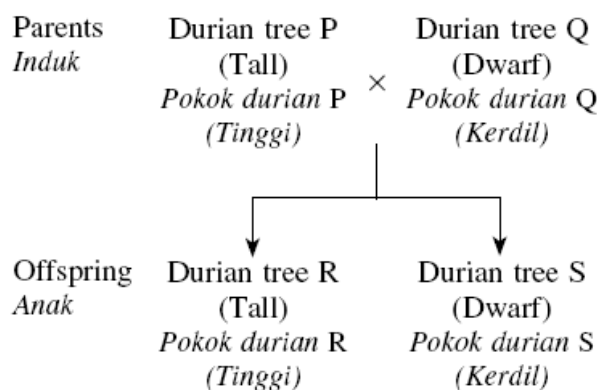 Parents Durian tree P Durian tree Q
Induk (Tall) (Dwarf)
Pokok durian P × Pokok durian Q
(Tinggi) (Kerdil)
Offspring Durian tree R Durian tree S
Anak (Tall) (Dwarf)
Pokok durian R Pokok durian S
(Tinggi) (Kerdil)